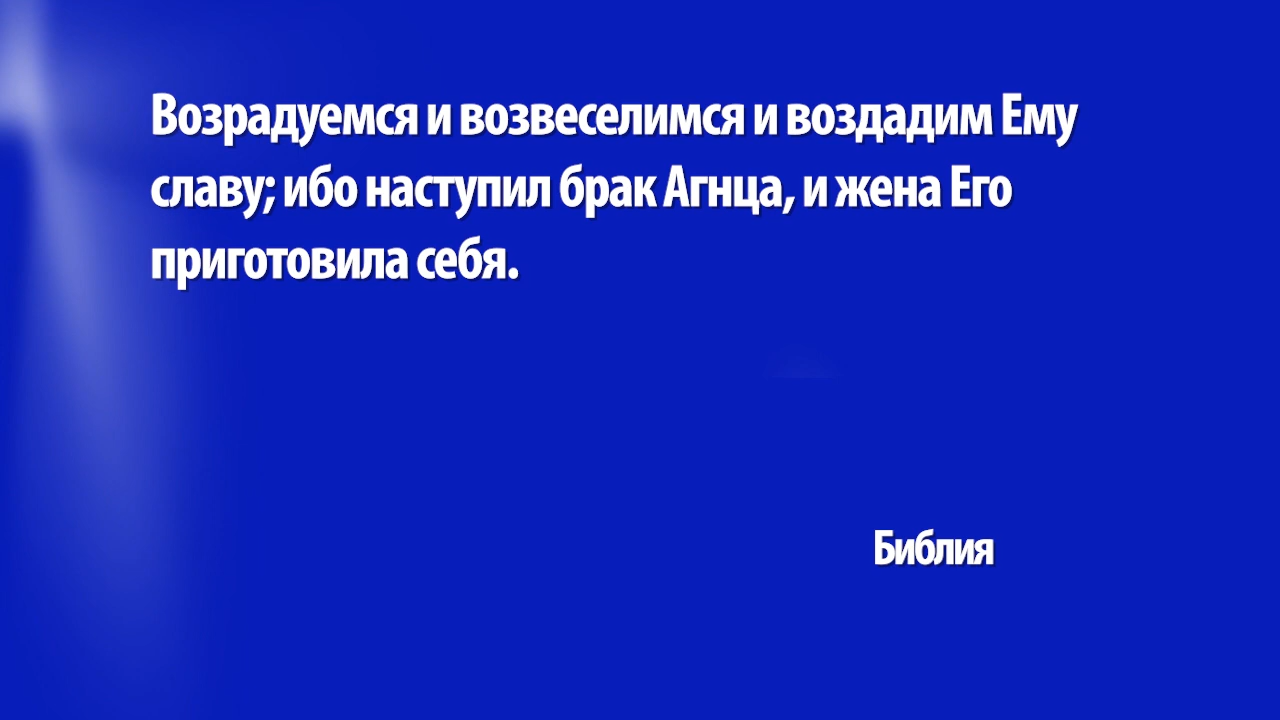 Возрадуемся и возвеселимся и воздадим Ему
славу; ибо наступил брак Агнца, и жена Его
приготовила себя.
Библия